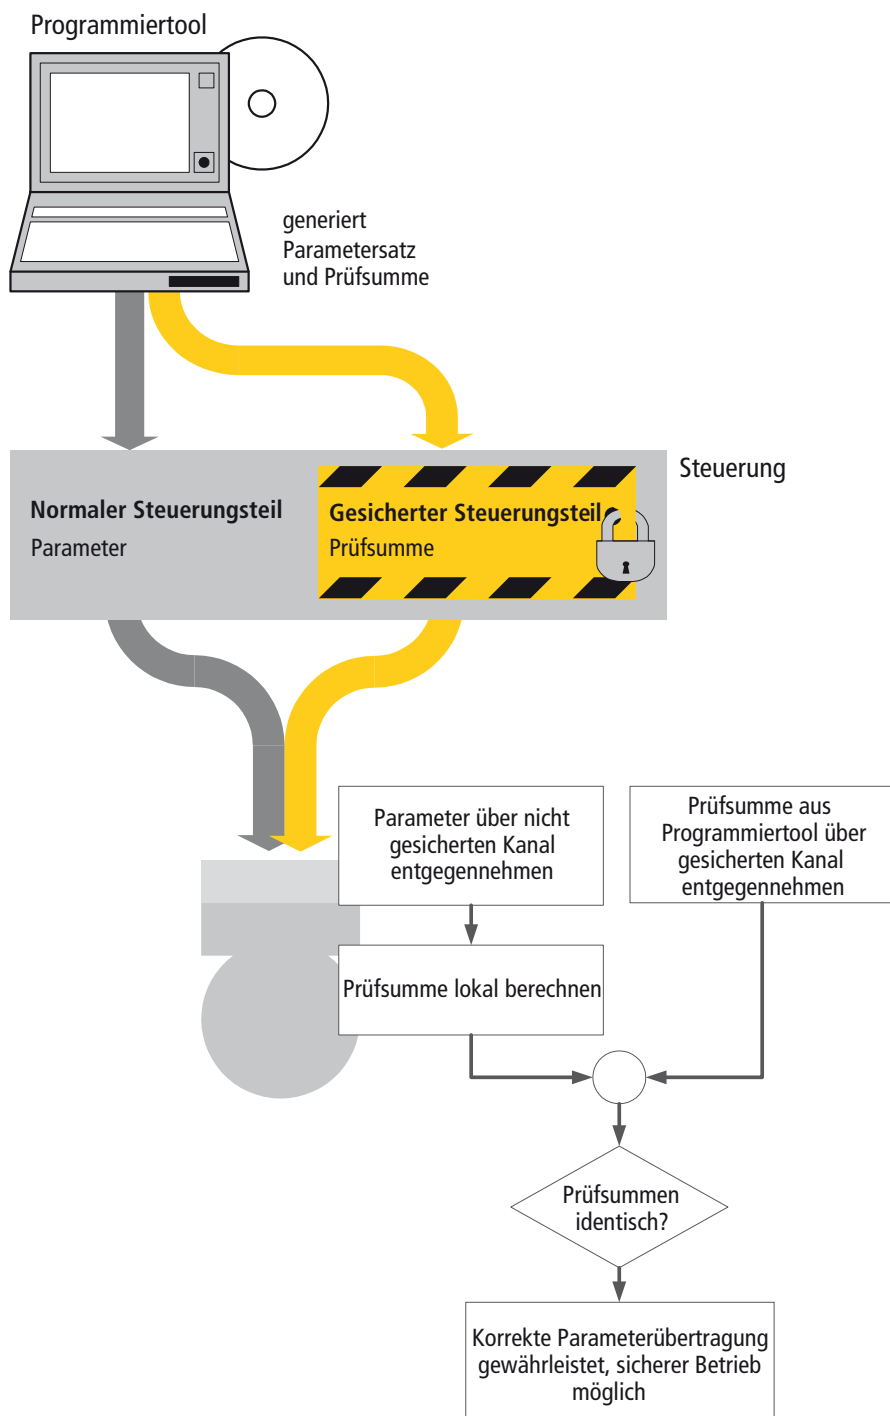 Programmiertool
generiert
Parametersatz
und Prüfsumme
Steuerung
Normaler Steuerungsteil
Parameter
Gesicherter Steuerungsteil
Prüfsumme
Parameter über nicht
gesicherten Kanal
entgegennehmen
Prüfsumme aus
Programmiertool über
gesicherten Kanal
entgegennehmen
Prüfsumme lokal berechnen
Prüfsummen
identisch?
Korrekte Parameterübertragung
gewährleistet, sicherer Betrieb
möglich